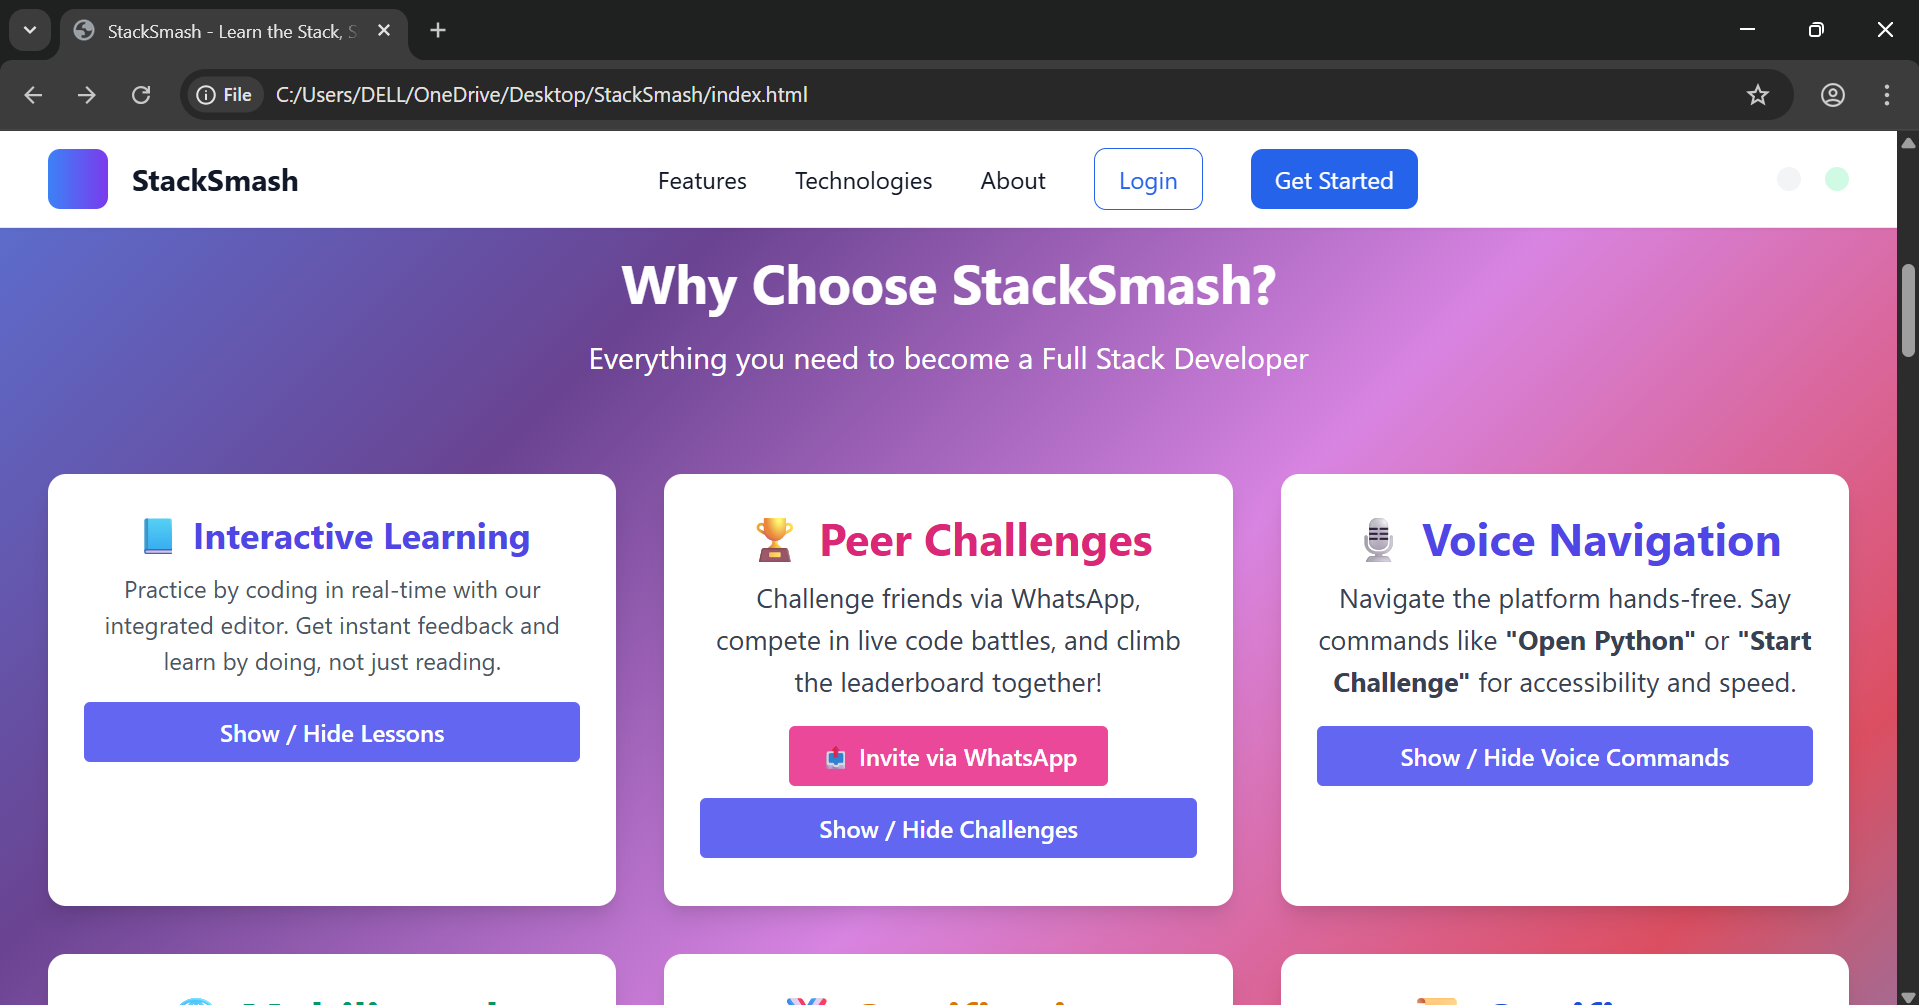 StackSmash - Learn the Stack, S
File
C:/Users/DELL/OneDrive/Desktop/StackSmash/index.html
StackSmash
Features
Technologies
About
Login
Get Started
Why Choose StackSmash?
Everything you need to become a Full Stack Developer
Interactive Learning
Practice by coding in real-time with our
integrated editor. Get instant feedback and
learn by doing, not just reading.
Show / Hide Lessons
Peer Challenges
Challenge friends via WhatsApp,
compete in live code battles, and climb
the leaderboard together!
Invite via WhatsApp
Show / Hide Challenges
Voice Navigation
Navigate the platform hands-free. Say
commands like "Open Python" or "Start
Challenge" for accessibility and speed.
Show / Hide Voice Commands